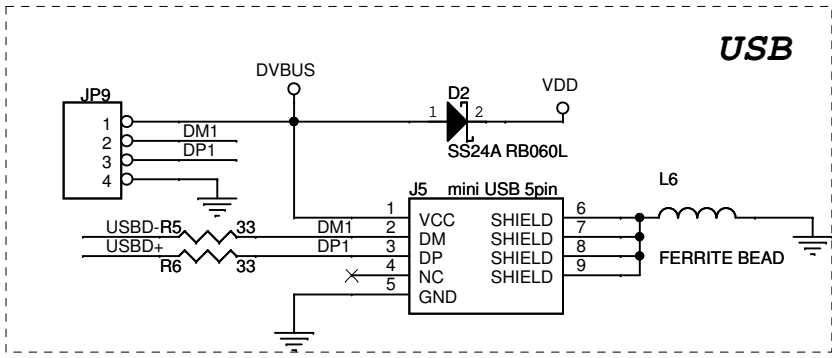 USB
DVBUS
D2
VDD
JP9
1
2
1
2
3
4
DM1
DP1
SS24A RB060L
J5 mini USB 5pin
L6
USBD- R5 33 DM1
USBD+ R6 33 DP1
1 VCC SHIELD 6
2 DM SHIELD 7
3 DP SHIELD 8
4 NC SHIELD 9
5 GND
FERRITE BEAD